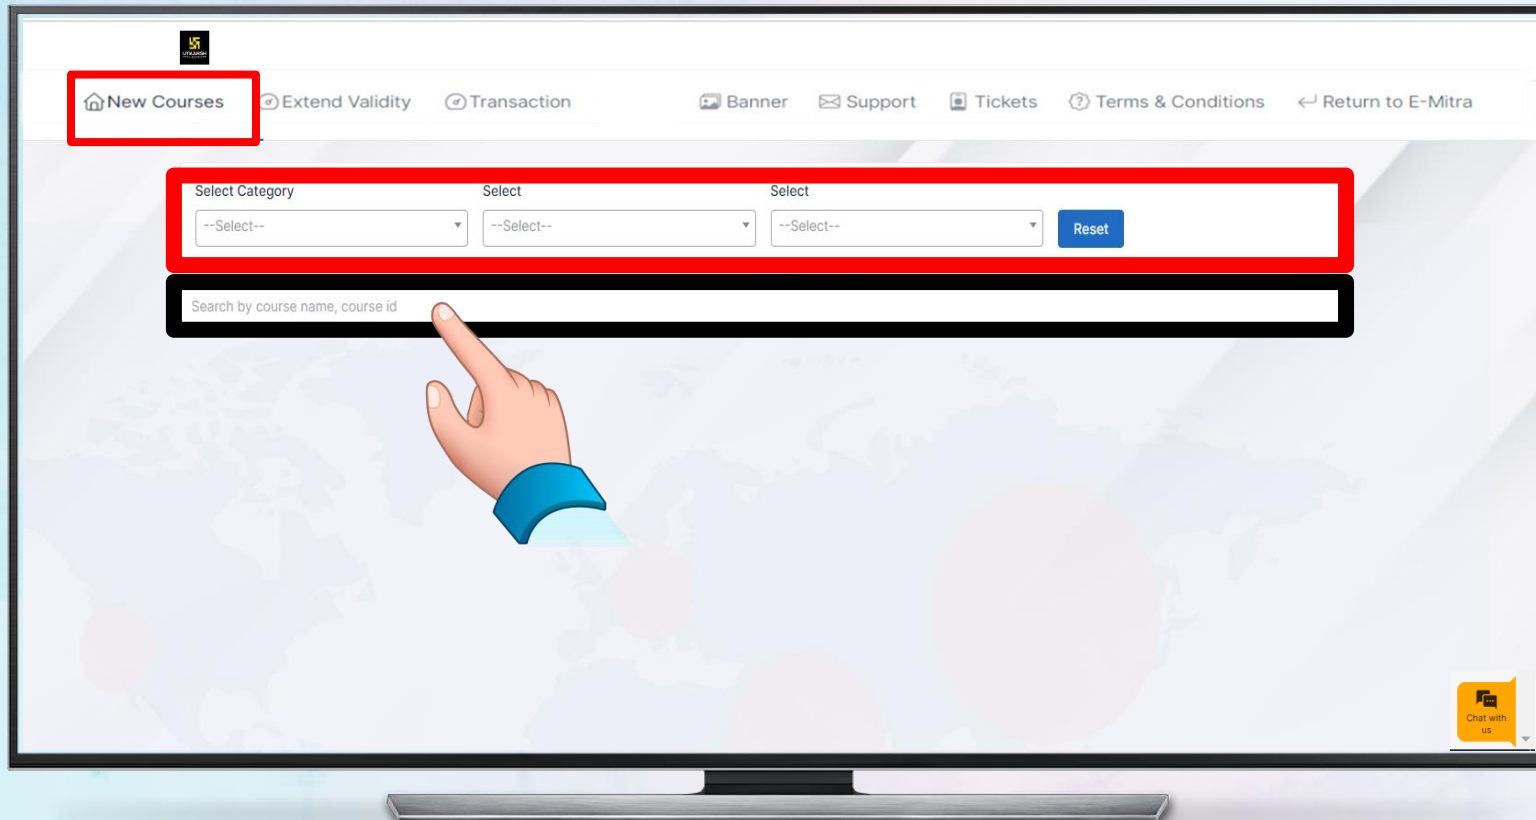 UTKARSH
New Courses
Extend Validity
Transaction
Banner
Support
Tickets
Terms & Conditions
Return to E-Mitra
Select Category
Select
Select
--Select--
--Select--
--Select--
Reset
Search by course name, course id
Chat with
us